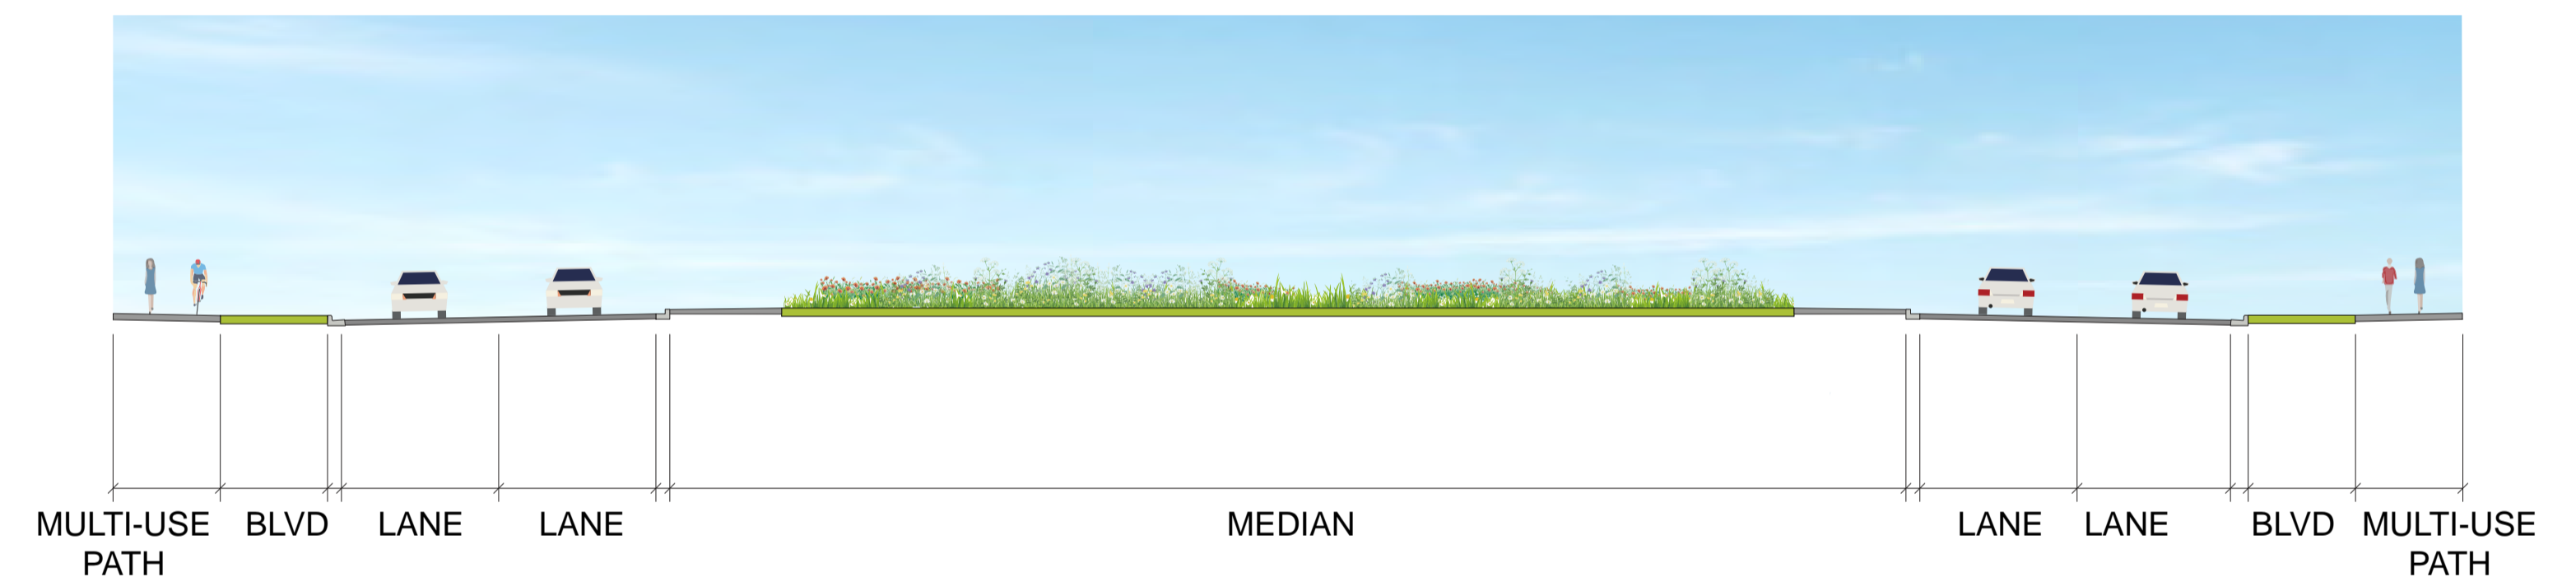 MULTI-USE
PATH
BLVD
LANE
LANE
MEDIAN
LANE
LANE
BLVD
MULTI-USE
PATH